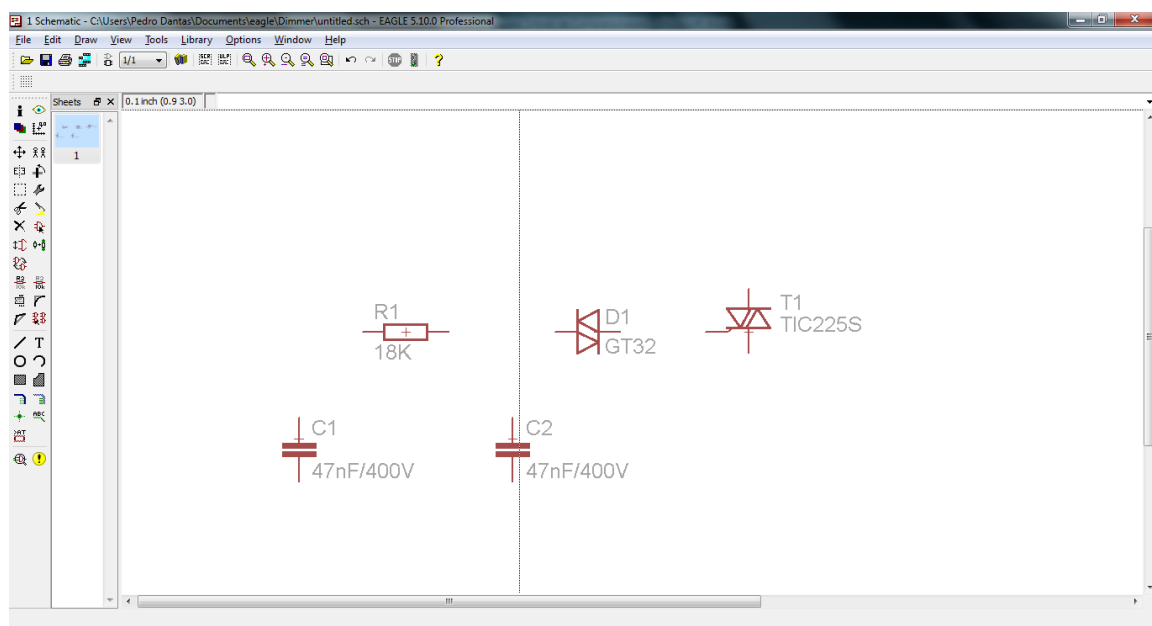 1 Schematic - C:\Users\Pedro Dantas\Documents\eagle\Dimmer\untitled.sch - EAGLE 5.10.0 Professional
File Edit Draw View Tools Library Options Window Help
1/1
STOP
Sheets
0.1 inch (0.9 3.0)
1
R1
18K
D1
GT32
T1
TIC225S
C1
47nF/400V
C2
47nF/400V